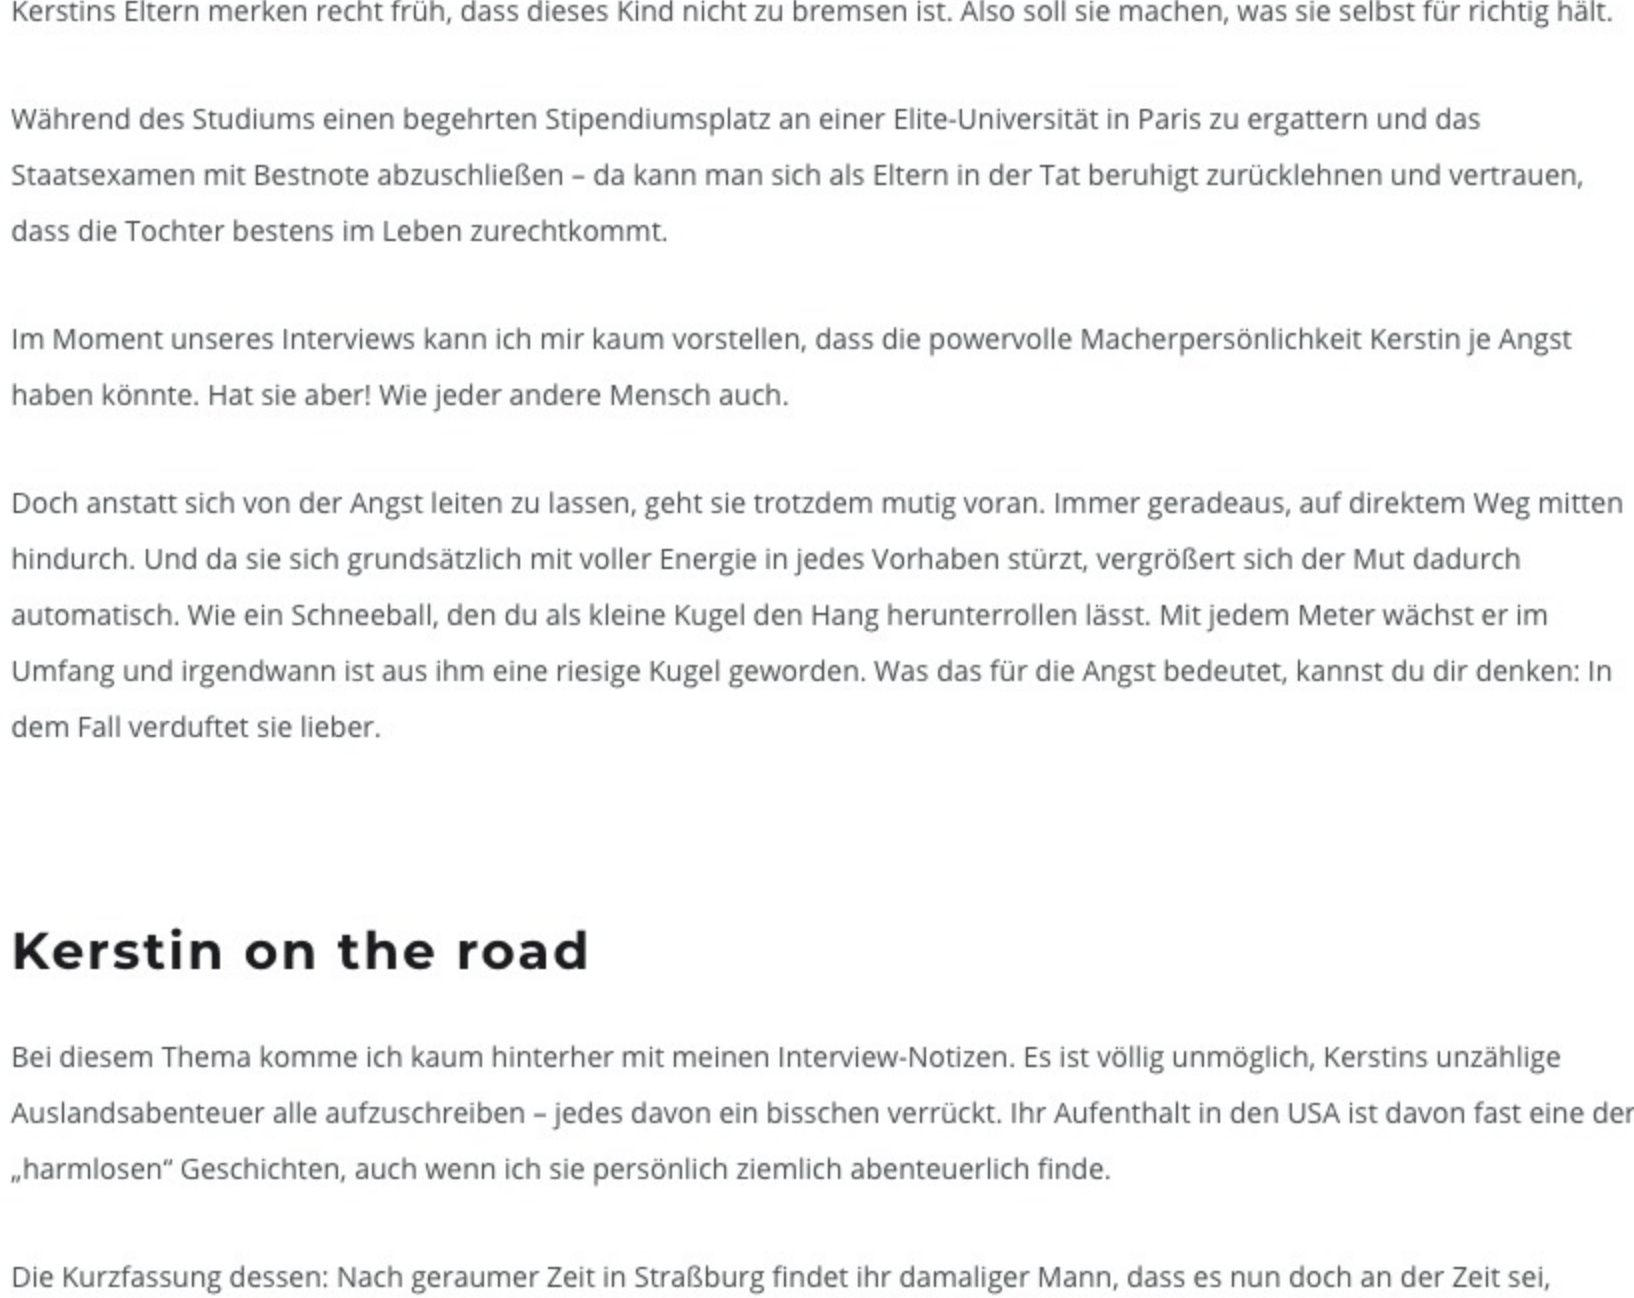 Kerstins Eltern merken recht früh, dass dieses Kind nicht zu bremsen ist. Also soll sie machen, was sie selbst für richtig hält.
Während des Studiums einen begehrten Stipendiumsplatz an einer Elite-Universität in Paris zu ergattern und das
Staatsexamen mit Bestnote abzuschließen – da kann man sich als Eltern in der Tat beruhigt zurücklehnen und vertrauen,
dass die Tochter bestens im Leben zurechtkommt.
Im Moment unseres Interviews kann ich mir kaum vorstellen, dass die powervolle Macherpersönlichkeit Kerstin je Angst
haben könnte. Hat sie aber! Wie jeder andere Mensch auch.
Doch anstatt sich von der Angst leiten zu lassen, geht sie trotzdem mutig voran. Immer geradeaus, auf direktem Weg mitten
hindurch. Und da sie sich grundsätzlich mit voller Energie in jedes Vorhaben stürzt, vergrößert sich der Mut dadurch
automatisch. Wie ein Schneeball, den du als kleine Kugel den Hang herunterrollen lässt. Mit jedem Meter wächst er im
Umfang und irgendwann ist aus ihm eine riesige Kugel geworden. Was das für die Angst bedeutet, kannst du dir denken: In
dem Fall verduftet sie lieber.
Kerstin on the road
Bei diesem Thema komme ich kaum hinterher mit meinen Interview-Notizen. Es ist völlig unmöglich, Kerstins unzählige
Auslandsabenteuer alle aufzuschreiben – jedes davon ein bisschen verrückt. Ihr Aufenthalt in den USA ist davon fast eine der
„harmlosen“ Geschichten, auch wenn ich sie persönlich ziemlich abenteuerlich finde.
Die Kurzfassung dessen: Nach geraumer Zeit in Straßburg findet ihr damaliger Mann, dass es nun doch an der Zeit sei,